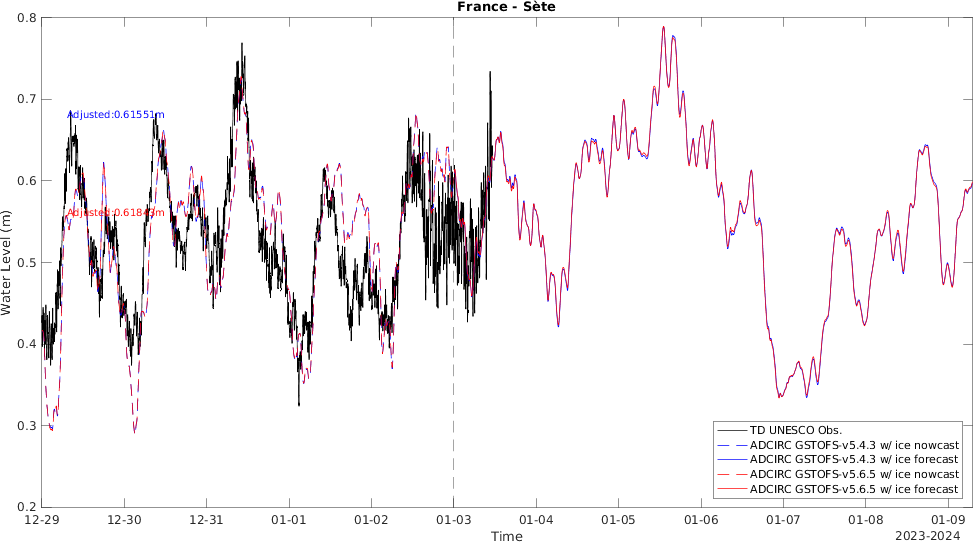 France - Sète
Water Level (m)
0.8
0.7
0.6
0.5
0.4
0.3
0.2
Adjusted:0.61551m
Adjusted:0.61843m
TD UNESCO Obs.
ADCIRC GSTOFS-v5.4.3 w/ ice nowcast
ADCIRC GSTOFS-v5.4.3 w/ ice forecast
ADCIRC GSTOFS-v5.6.5 w/ ice nowcast
ADCIRC GSTOFS-v5.6.5 w/ ice forecast
12-29 12-30 12-31 01-01 01-02 01-03 01-04 01-05 01-06 01-07 01-08 01-09
Time
2023-2024